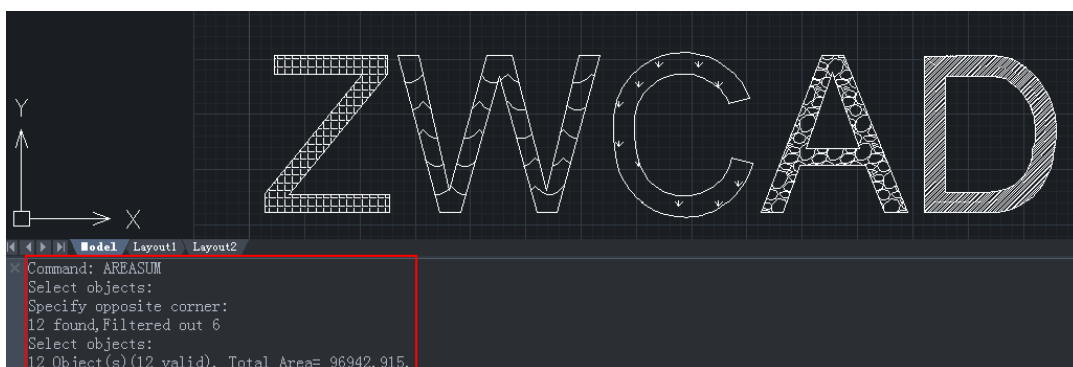 ZWCAD
Y
X
Model Layout1 Layout2
Command: AREASUM
Select objects:
Specify opposite corner:
12 found,Filtered out 6
Select objects:
12 Object(s)(12 valid), Total Area= 96942.915,